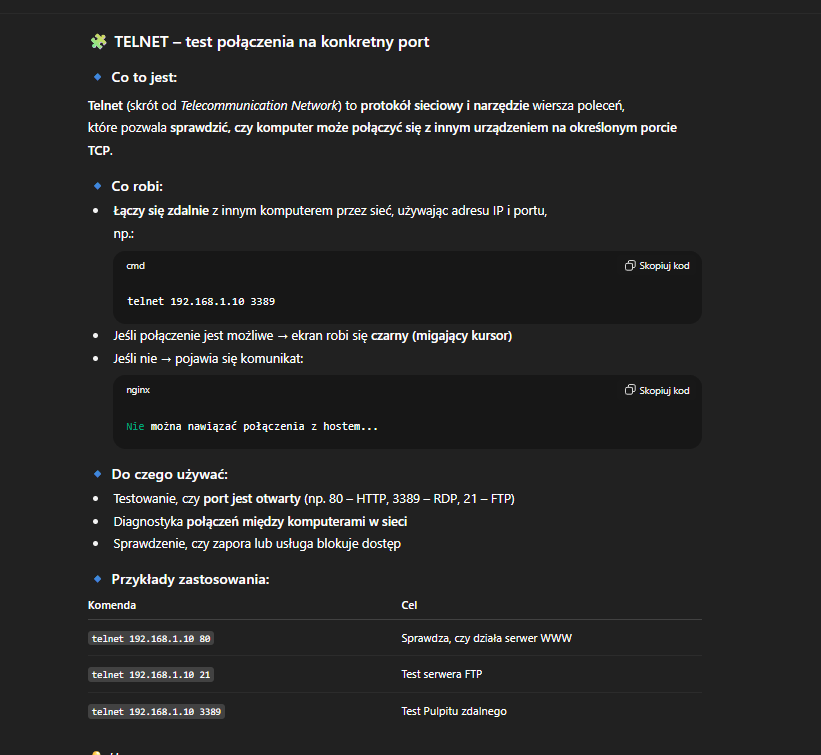 TELNET – test połączenia na konkretny port
Co to jest:
Telnet (skrót od Telecommunication Network) to protokół sieciowy i narzędzie wiersza poleceń,
które pozwala sprawdzić, czy komputer może połączyć się z innym urządzeniem na określonym porcie
TCP.
Co robi:
Łączy się zdalnie z innym komputerem przez sieć, używając adresu IP i portu,
np.:
cmd Skopiuj kod
telnet 192.168.1.10 3389
Jeśli połączenie jest możliwe → ekran robi się czarny (migający kursor)
Jeśli nie → pojawia się komunikat:
nginx Skopiuj kod
Nie można nawiązać połączenia z hostem...
Do czego używać:
Testowanie, czy port jest otwarty (np. 80 – HTTP, 3389 – RDP, 21 – FTP)
Diagnostyka połączeń między komputerami w sieci
Sprawdzenie, czy zapora lub usługa blokuje dostęp
Przykłady zastosowania:
Komenda Cel
telnet 192.168.1.10 80 Sprawdza, czy działa serwer WWW
telnet 192.168.1.10 21 Test serwera FTP
telnet 192.168.1.10 3389 Test Pulpitu zdalnego